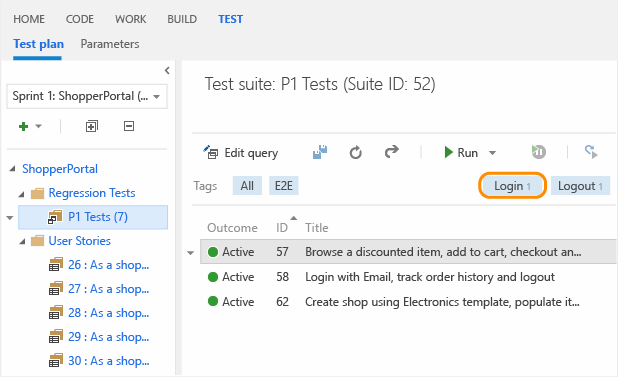 HOME CODE WORK BUILD TEST
Test plan Parameters
Sprint 1: ShopperPortal (...
Test suite: P1 Tests (Suite ID: 52)
Edit query Run
Tags All E2E Login 1 Logout 1
ShopperPortal
Regression Tests
P1 Tests (7)
User Stories
26 : As a shop...
27 : As a shop...
28 : As a shop...
29 : As a shop...
30 : As a shop...
Outcome ID Title
Active 57 Browse a discounted item, add to cart, checkout an...
Active 58 Login with Email, track order history and logout
Active 62 Create shop using Electronics template, populate it...